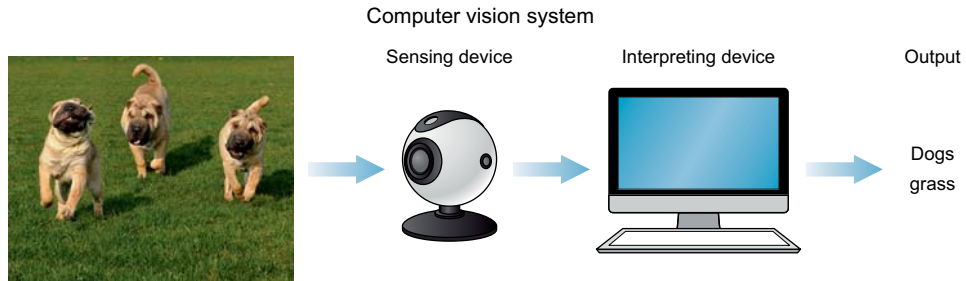 Computer vision system
Sensing device
Interpreting device
Output
Dogs
grass